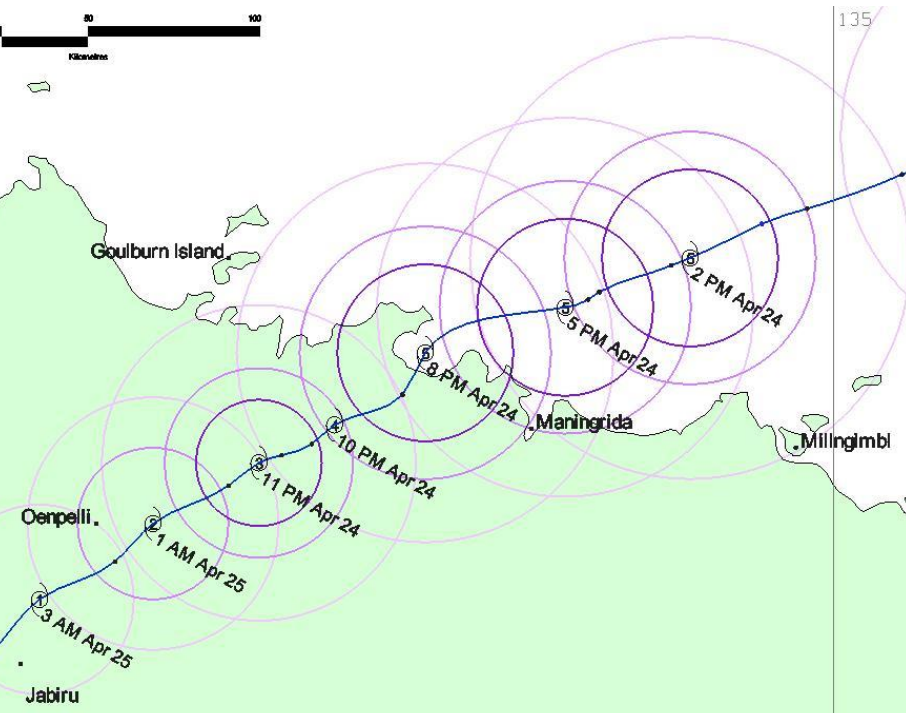 50
100
Kilometres
135
Goulburn Island
5
2 PM Apr 24
5
5 PM Apr 24
5
8 PM Apr 24
Maningrida
4
10 PM Apr 24
Milingimbi
3
11 PM Apr 24
Oenpelli
2
1 AM Apr 25
1
3 AM Apr 25
Jabiru